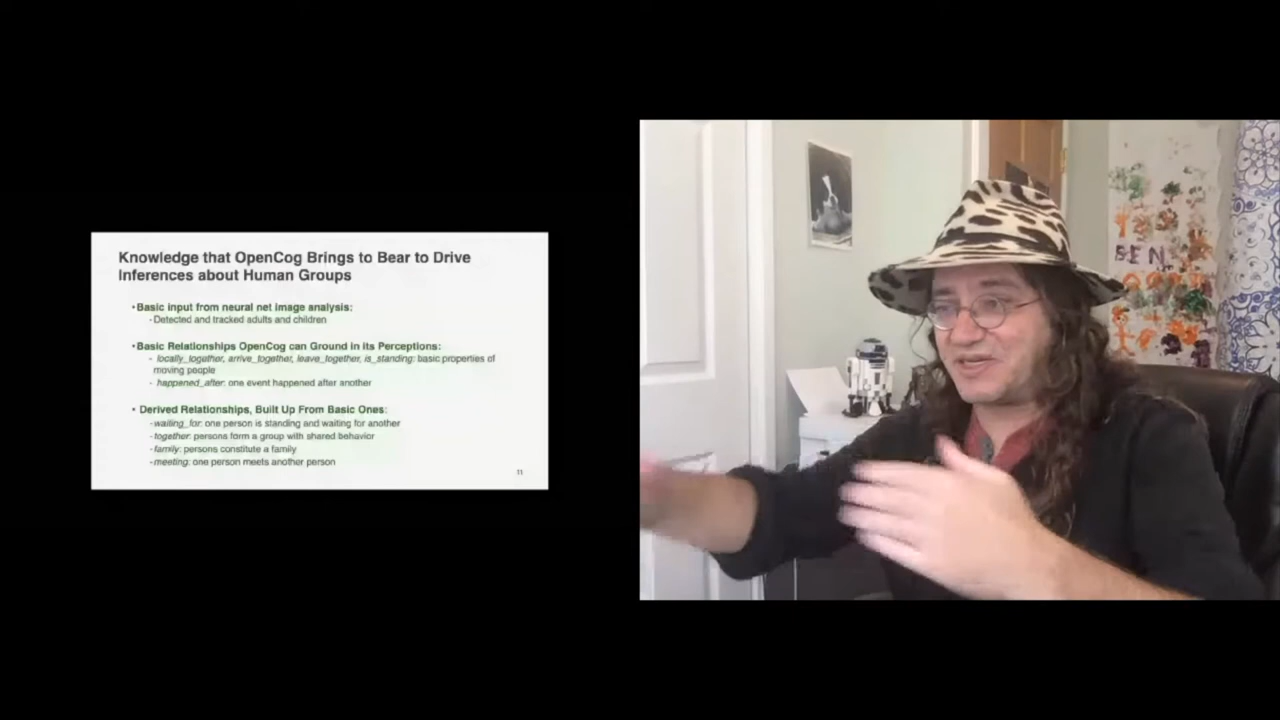 Knowledge that OpenCog Brings to Bear to Drive
Inferences about Human Groups
•Basic input from neural net image analysis:
-Detected and tracked adults and children
•Basic Relationships OpenCog can Ground in its Perceptions:
- locally_together, arrive_together, leave_together, is_standing: basic properties of
moving people
- happened_after: one event happened after another
• Derived Relationships, Built Up From Basic Ones:
-waiting_for: one person is standing and waiting for another
-together: persons form a group with shared behavior
-family: persons constitute a family
-meeting: one person meets another person
11
BEN